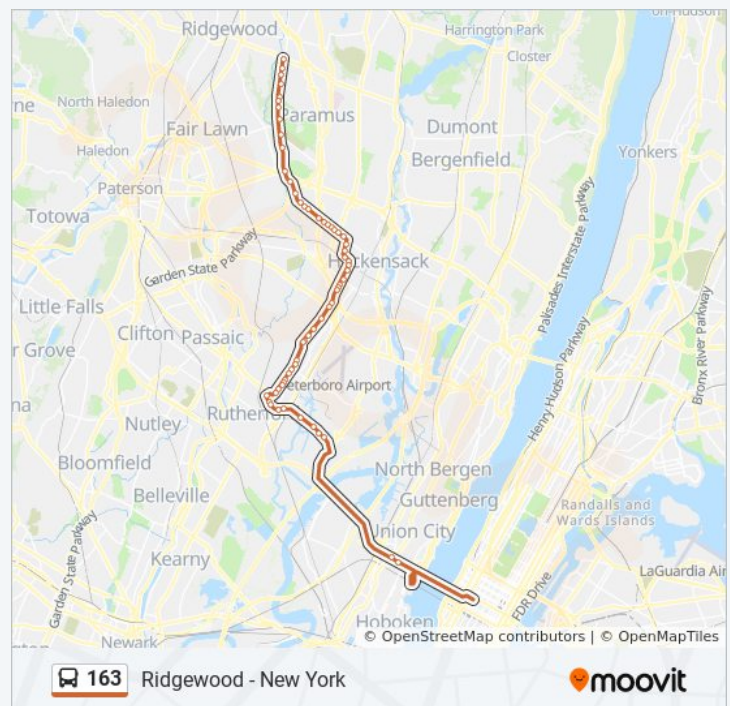 Ridgewood
Harrington Park
Closter
North Haledon
Paramus
Fair Lawn
Dumont
Haledon
Bergenfield
Yonkers
Paterson
Totowa
Palisades Interstate Parkway
Garden State Parkway
Hackensack
Little Falls
Clifton
Passaic
r Grove
Bronx River Parkway
Henry Hudson Parkway
eterboro Airport
na
Nutley
Rutherfor
Bloomfield
North Bergen
Belleville
Guttenberg
Randalls and
Wards Islands
Union City
Garden State Parkway
Kearny
LaGuardia Air
FDR Drive
Hoboken
Newark
© OpenStreetMap contributors | © OpenMapTiles
163 Ridgewood - New York
moovit